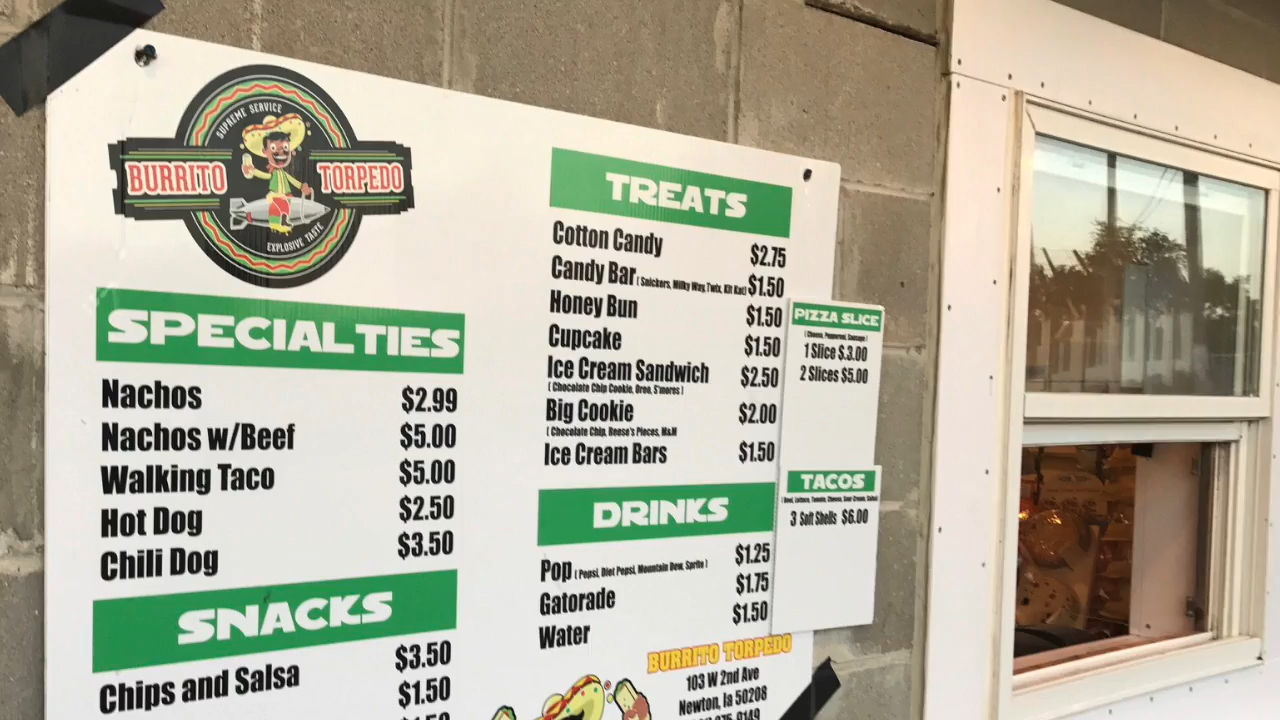 SUPREME SERVICE
BURRITO TORPEDO
EXPLOSIVE TASTE
SPECIALTIES
Nachos $2.99
Nachos w/Beef $5.00
Walking Taco $5.00
Hot Dog $2.50
Chili Dog $3.50
SNACKS
Chips and Salsa $3.50
$1.50
TREATS
Cotton Candy $2.75
Candy Bar ( Snickers, Milky Way, Twix, Kit Kat) $1.50
Honey Bun $1.50
Cupcake $1.50
Ice Cream Sandwich $2.50
( Chocolate Chip Cookie, Oreo, S'mores )
Big Cookie $2.00
( Chocolate Chip, Reese's Pieces, M&M
Ice Cream Bars $1.50
DRINKS
Pop ( Pepsi, Diet Pepsi, Mountain Dew, Sprite ) $1.25
Gatorade $1.75
Water $1.50
BURRITO TORPEDO
103 W 2nd Ave
Newton, Ia 50208
PIZZA SLICE
( Cheese, Pepperoni, Sausage )
1 Slice $.3.00
2 Slices $5.00
TACOS
( Beef, Lettuce, Tomato, Cheese, Sour Cream, Salsa)
3 Soft Shells $6.00